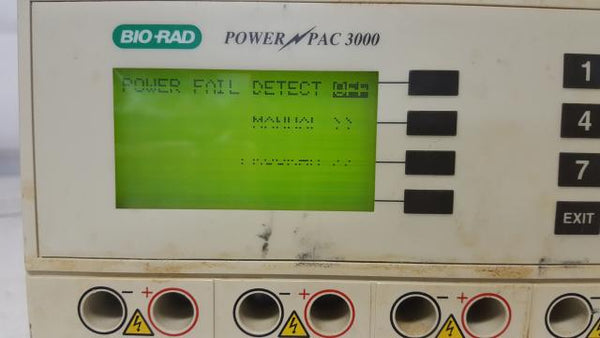 BIO-RAD POWER PAC 3000
POWER FAIL DETECT
MANUAL >>
1
4
7
EXIT
- + - + - + -